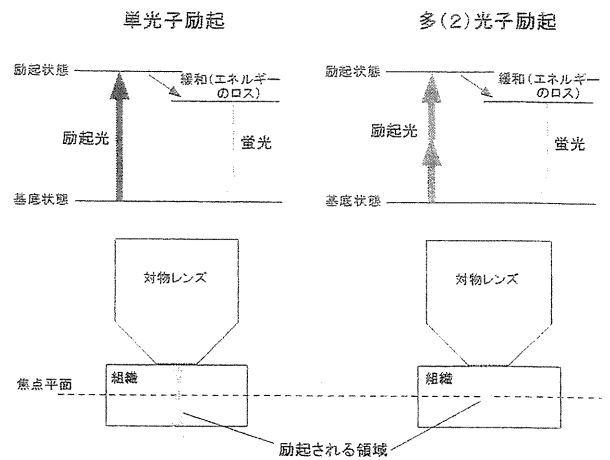 単光子励起
多(2)光子励起
励起状態
緩和(エネルギー
のロス)
励起光
蛍光
基底状態
励起状態
緩和(エネルギー
のロス)
励起光
蛍光
基底状態
対物レンズ
対物レンズ
組織
組織
焦点平面
励起される領域